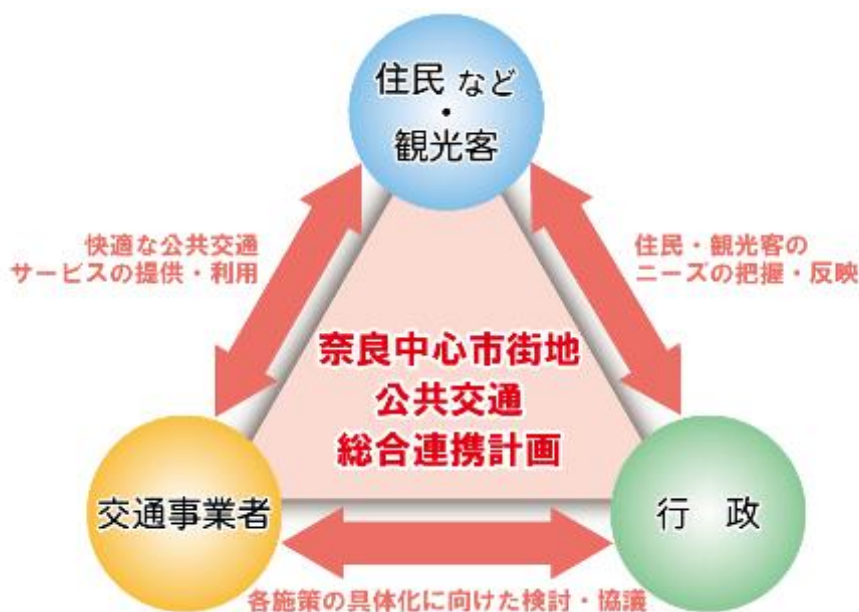 住民 など
・
観光客
快適な公共交通
サービスの提供・利用
住民・観光客の
ニーズの把握・反映
奈良中心市街地
公共交通
総合連携計画
交通事業者
行 政
各施策の具体化に向けた検討・協議